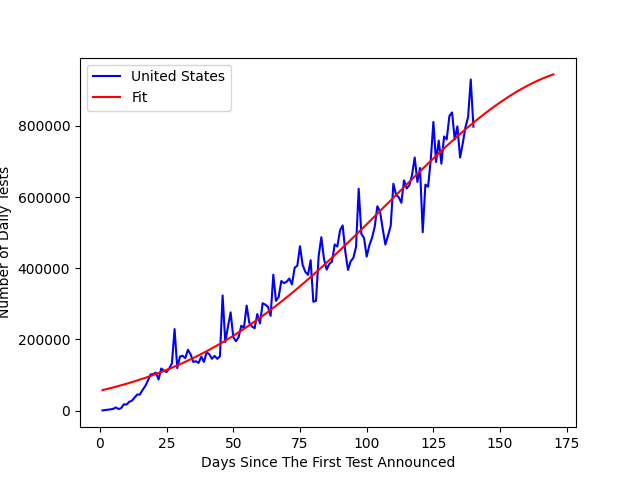 United States
Fit
800000
600000
400000
200000
0
Number of Daily Tests
0 25 50 75 100 125 150 175
Days Since The First Test Announced